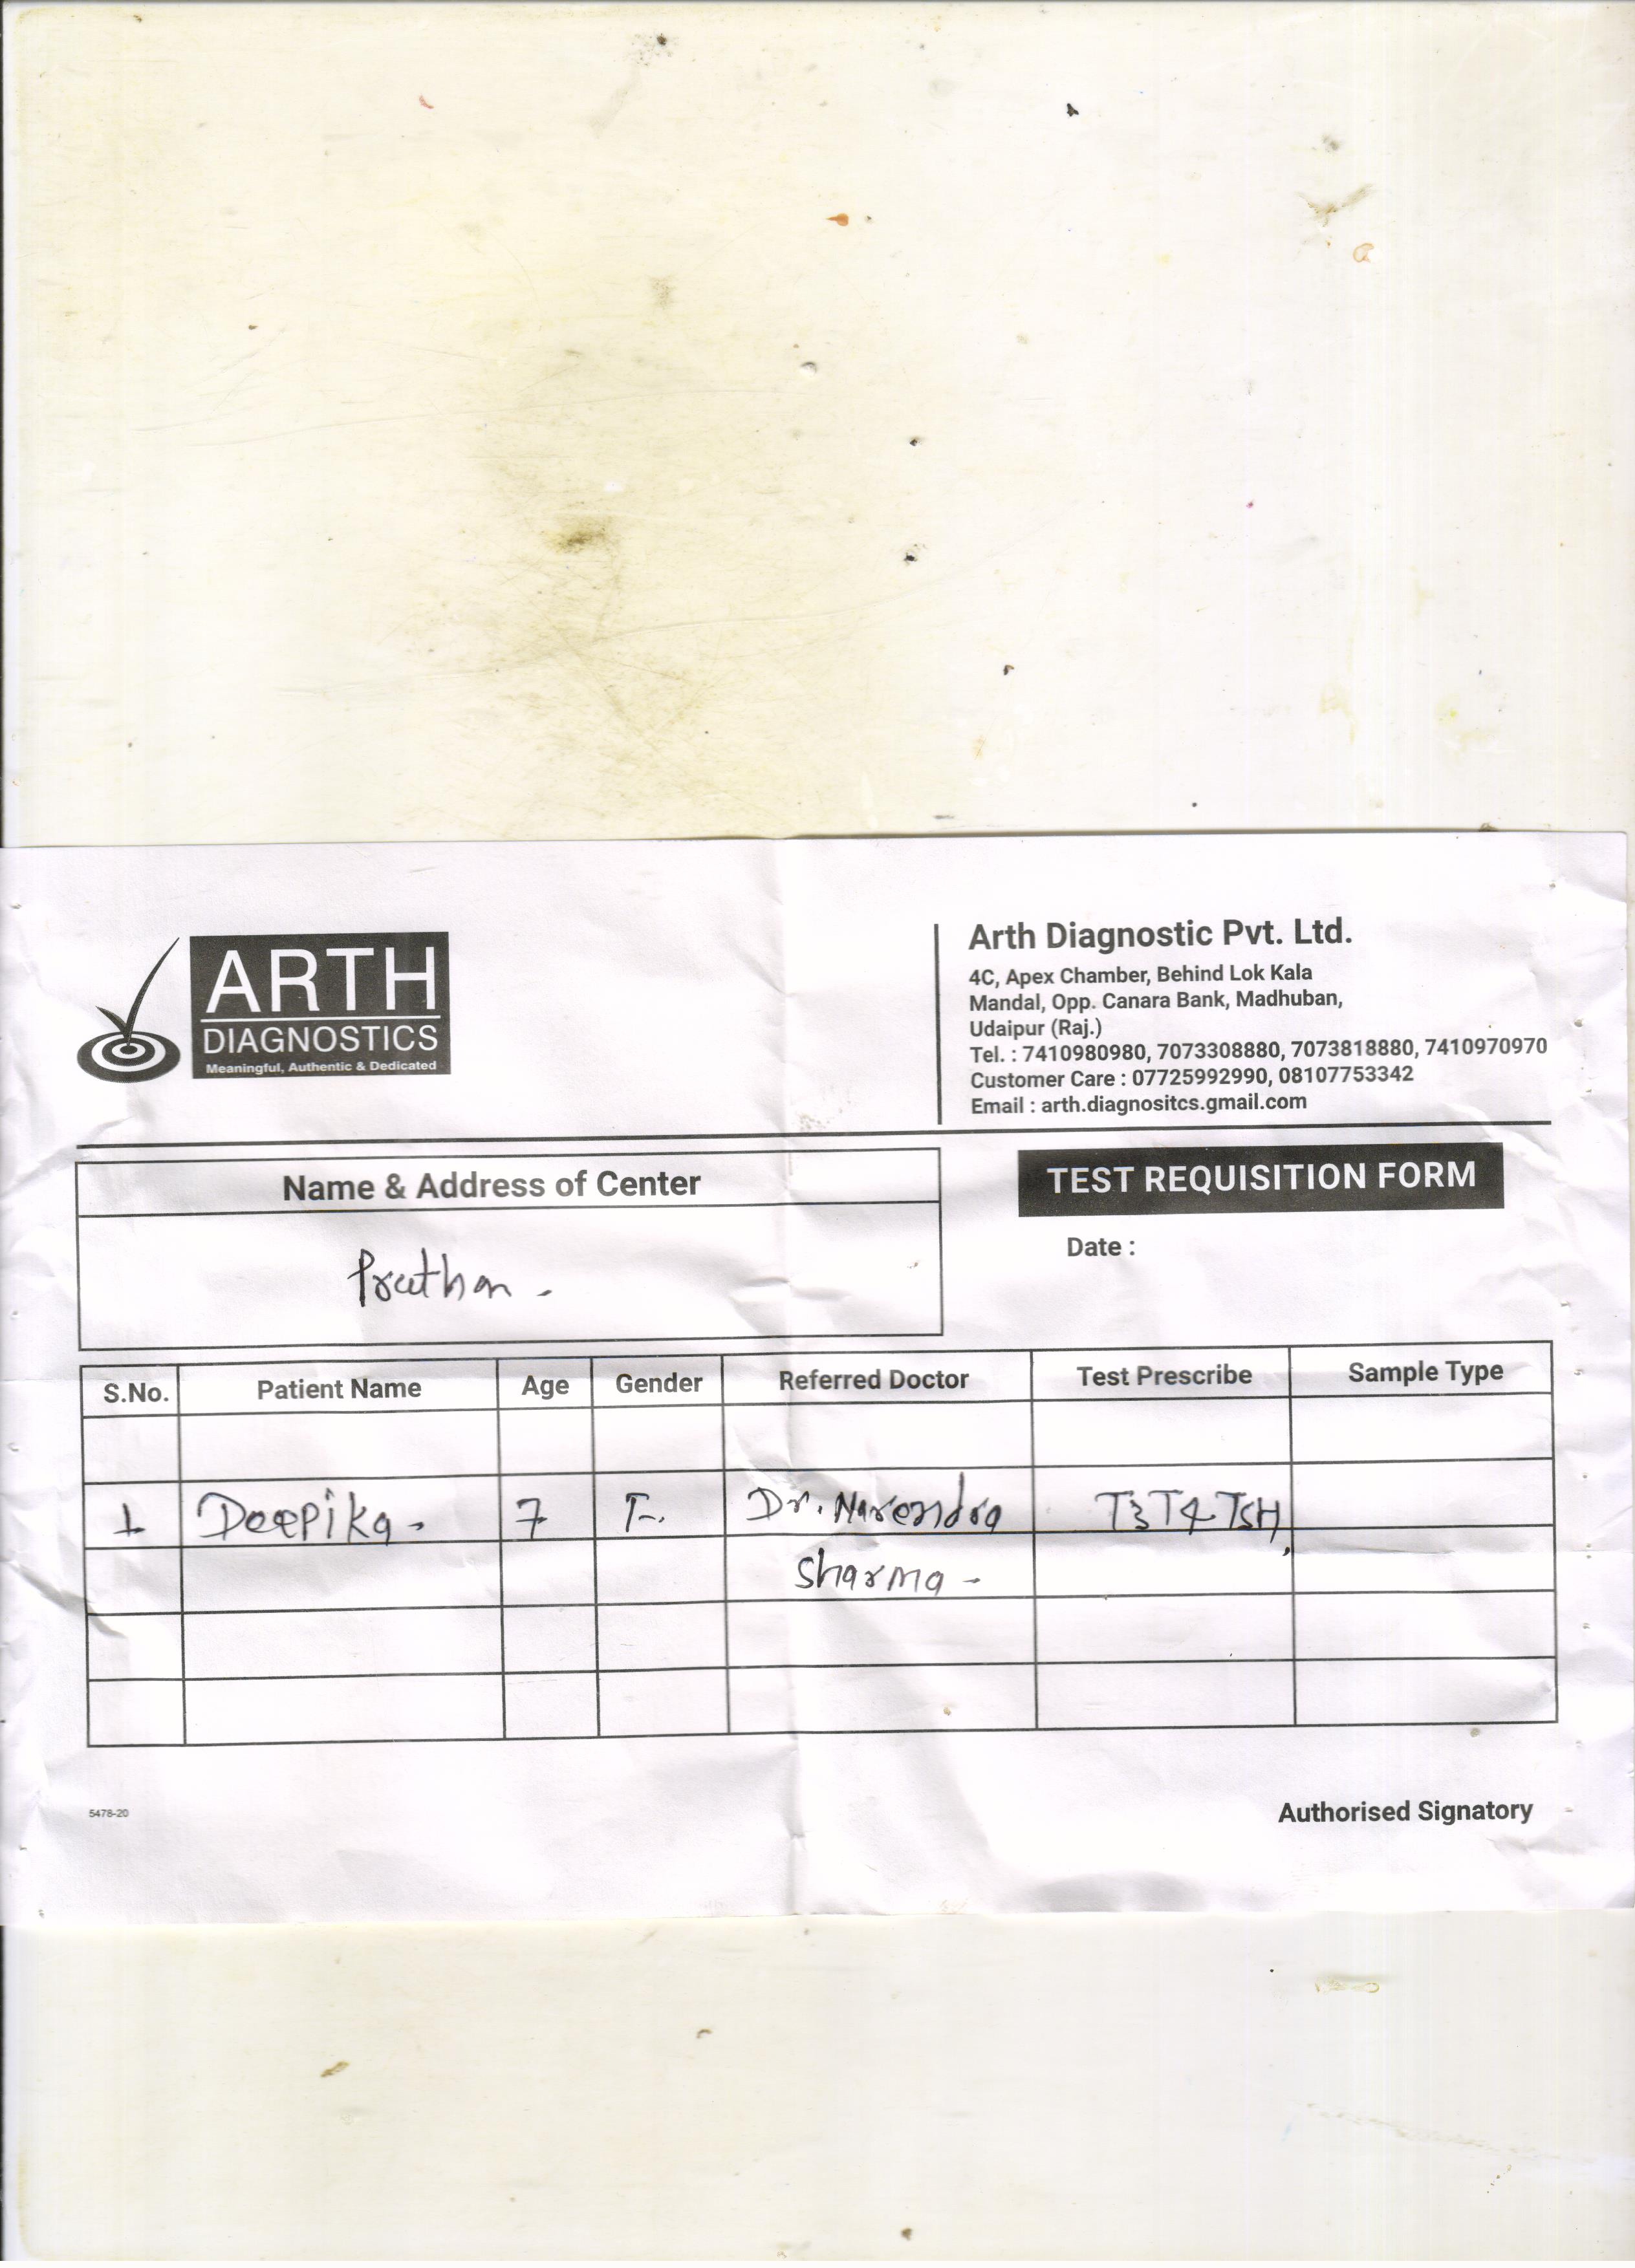 ARTH
DIAGNOSTICS
Meaningful, Authentic & Dedicated
Arth Diagnostic Pvt. Ltd.
4C, Apex Chamber, Behind Lok Kala
Mandal, Opp. Canara Bank, Madhuban,
Udaipur (Raj.)
Tel. : 7410980980, 7073308880, 7073818880, 7410970970
Customer Care : 07725992990, 08107753342
Email : arth.diagnositcs.gmail.com
Name & Address of Center
TEST REQUISITION FORM
Date :
S.No. Patient Name Age Gender Referred Doctor Test Prescribe Sample Type
1 Deepika - 7 F. Dr. Narendra T3 T4 TSH
Sharma -
5478-20
Authorised Signatory